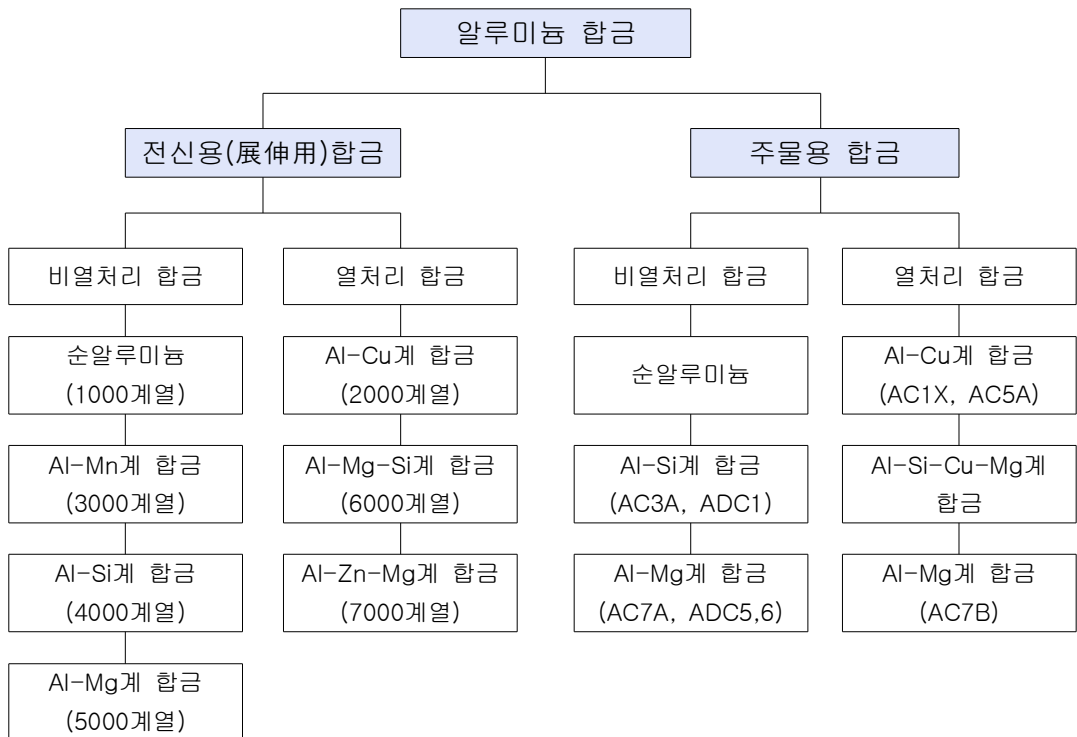 알루미늄 합금
전신용(展伸用)합금
주물용 합금
비열처리 합금
열처리 합금
비열처리 합금
열처리 합금
순알루미늄
(1000계열)
Al-Cu계 합금
(2000계열)
순알루미늄
Al-Cu계 합금
(AC1X, AC5A)
Al-Mn계 합금
(3000계열)
Al-Mg-Si계 합금
(6000계열)
Al-Si계 합금
(AC3A, ADC1)
Al-Si-Cu-Mg계
합금
Al-Si계 합금
(4000계열)
Al-Zn-Mg계 합금
(7000계열)
Al-Mg계 합금
(AC7A, ADC5,6)
Al-Mg계 합금
(AC7B)
Al-Mg계 합금
(5000계열)